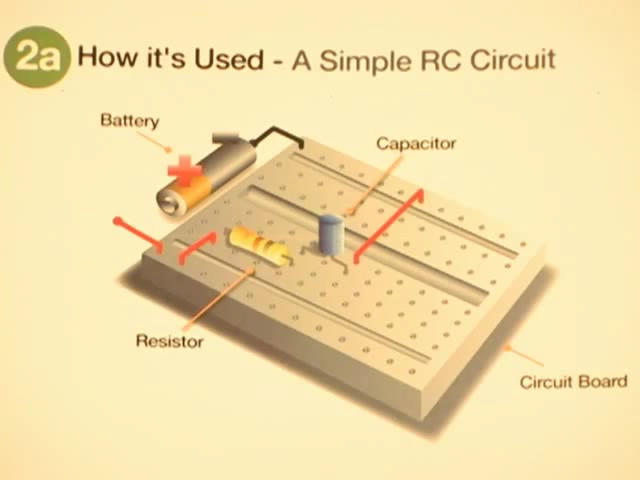 2a How it's Used - A Simple RC Circuit
Battery
Capacitor
Resistor
Circuit Board